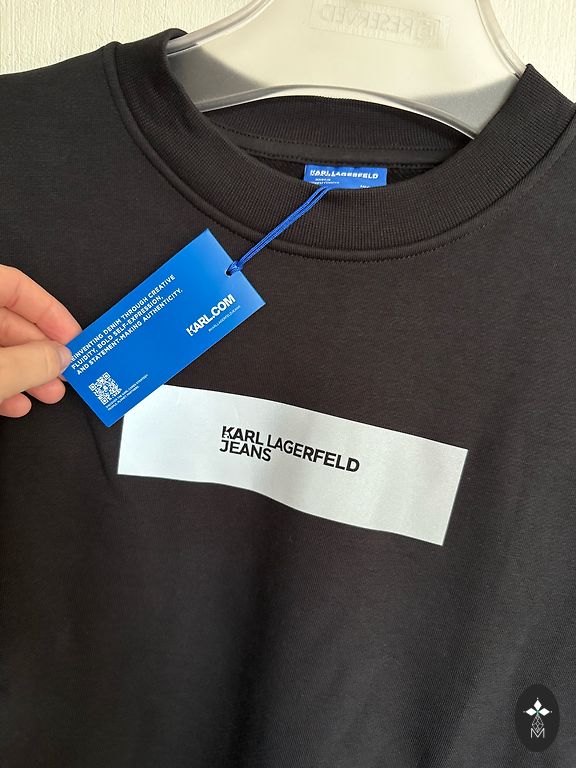 RESERVED
KARL LAGERFELD
REINVENTING DENIM THROUGH CREATIVE
FLUIDITY, BOLD SELF-EXPRESSION,
AND STATEMENT-MAKING AUTHENTICITY.
KARL.COM
KARL LAGERFELD
JEANS
M